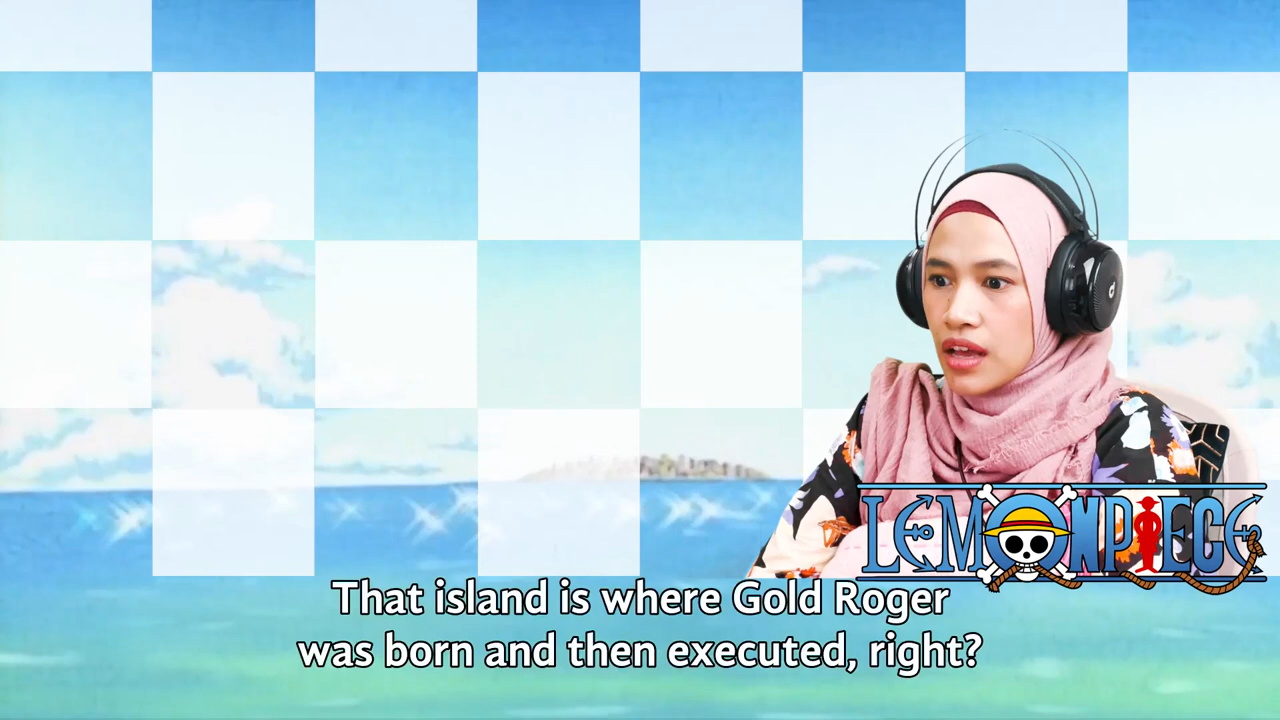 LEMONPIECE
That island is where Gold Roger
was born and then executed, right?